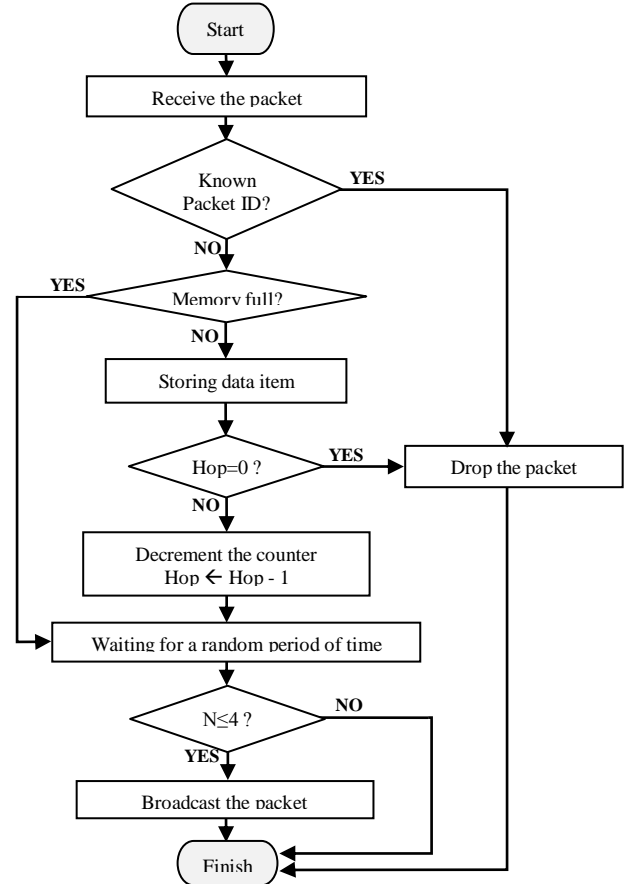 Start
Receive the packet
Known
Packet ID?
YES
NO
YES
Memory full?
NO
Storing data item
Hop=0 ?
YES
Drop the packet
NO
Decrement the counter
Hop ← Hop - 1
Waiting for a random period of time
N≤4 ?
NO
YES
Broadcast the packet
Finish